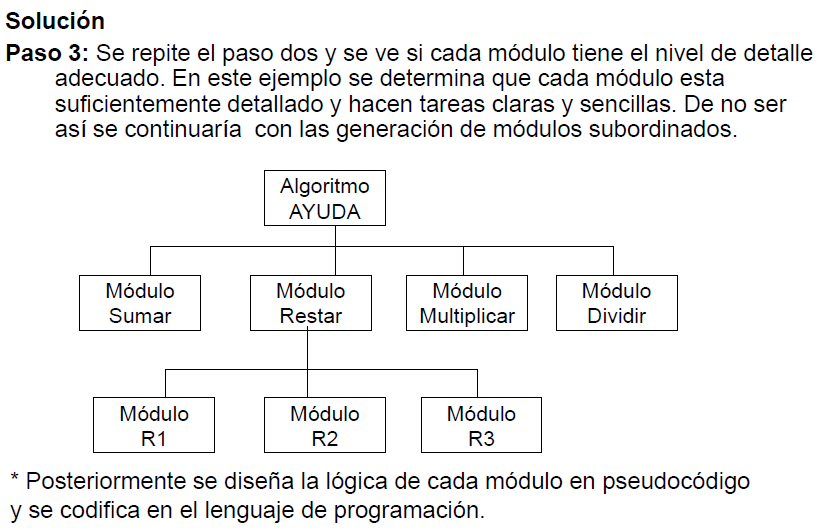 Solución
Paso 3: Se repite el paso dos y se ve si cada módulo tiene el nivel de detalle
adecuado. En este ejemplo se determina que cada módulo esta
suficientemente detallado y hacen tareas claras y sencillas. De no ser
así se continuaría con las generación de módulos subordinados.
Algoritmo
AYUDA
Módulo
Sumar
Módulo
Restar
Módulo
Multiplicar
Módulo
Dividir
Módulo
R1
Módulo
R2
Módulo
R3
* Posteriormente se diseña la lógica de cada módulo en pseudocódigo
y se codifica en el lenguaje de programación.